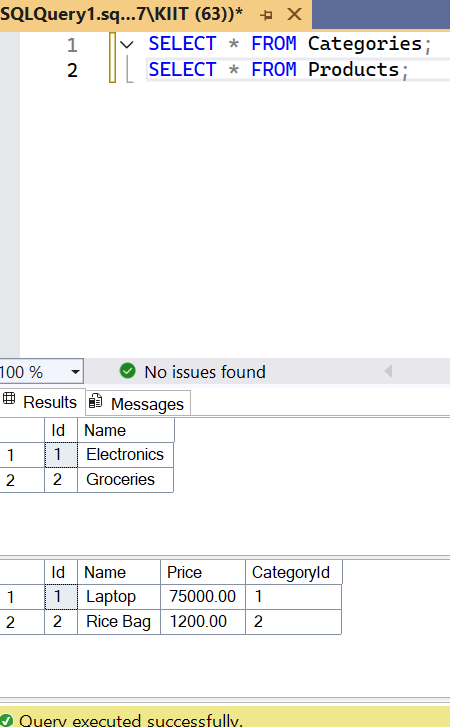 SQLQuery1.sq...7\KIIT (63))*
1 SELECT * FROM Categories;
2 SELECT * FROM Products;
100 %
No issues found
Results Messages
Id Name
1 1 Electronics
2 2 Groceries
Id Name Price CategoryId
1 1 Laptop 75000.00 1
2 2 Rice Bag 1200.00 2
Query executed successfully.